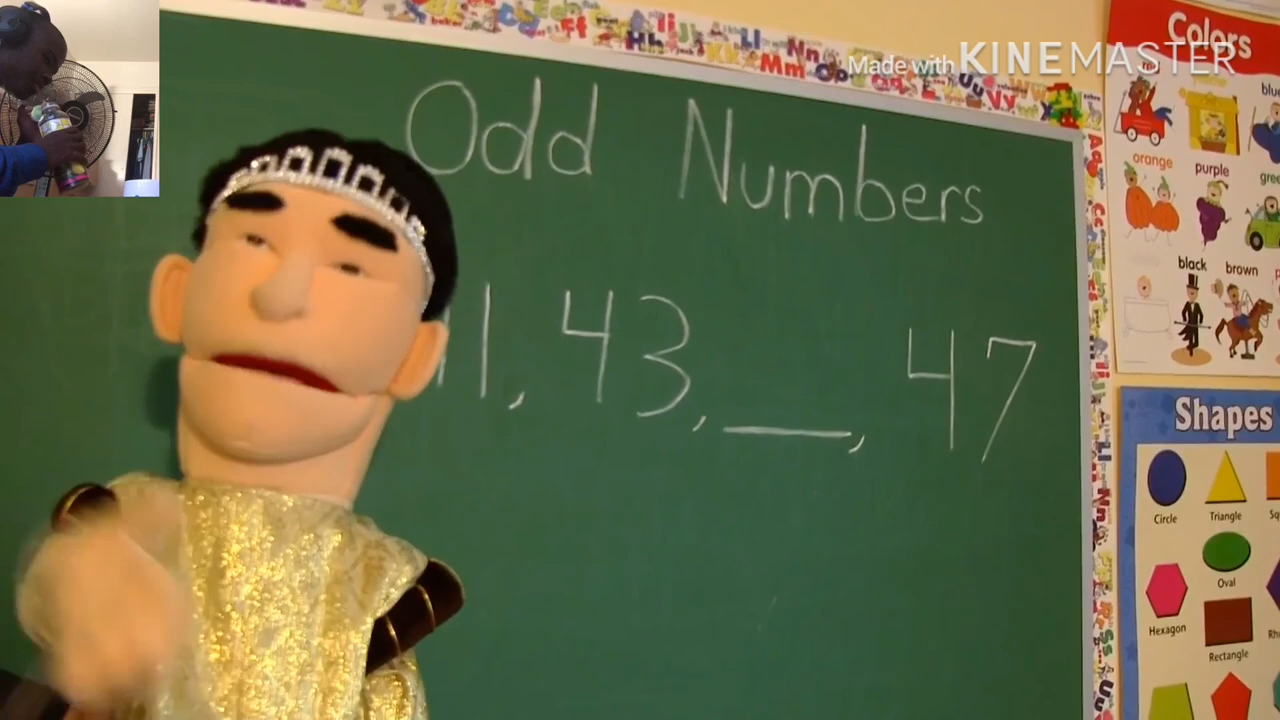 Made with KINEMASTER
Odd Numbers
1, 43, __, 47
Colors
orange
purple
black
brown
Shapes
Circle
Triangle
Oval
Hexagon
Rectangle